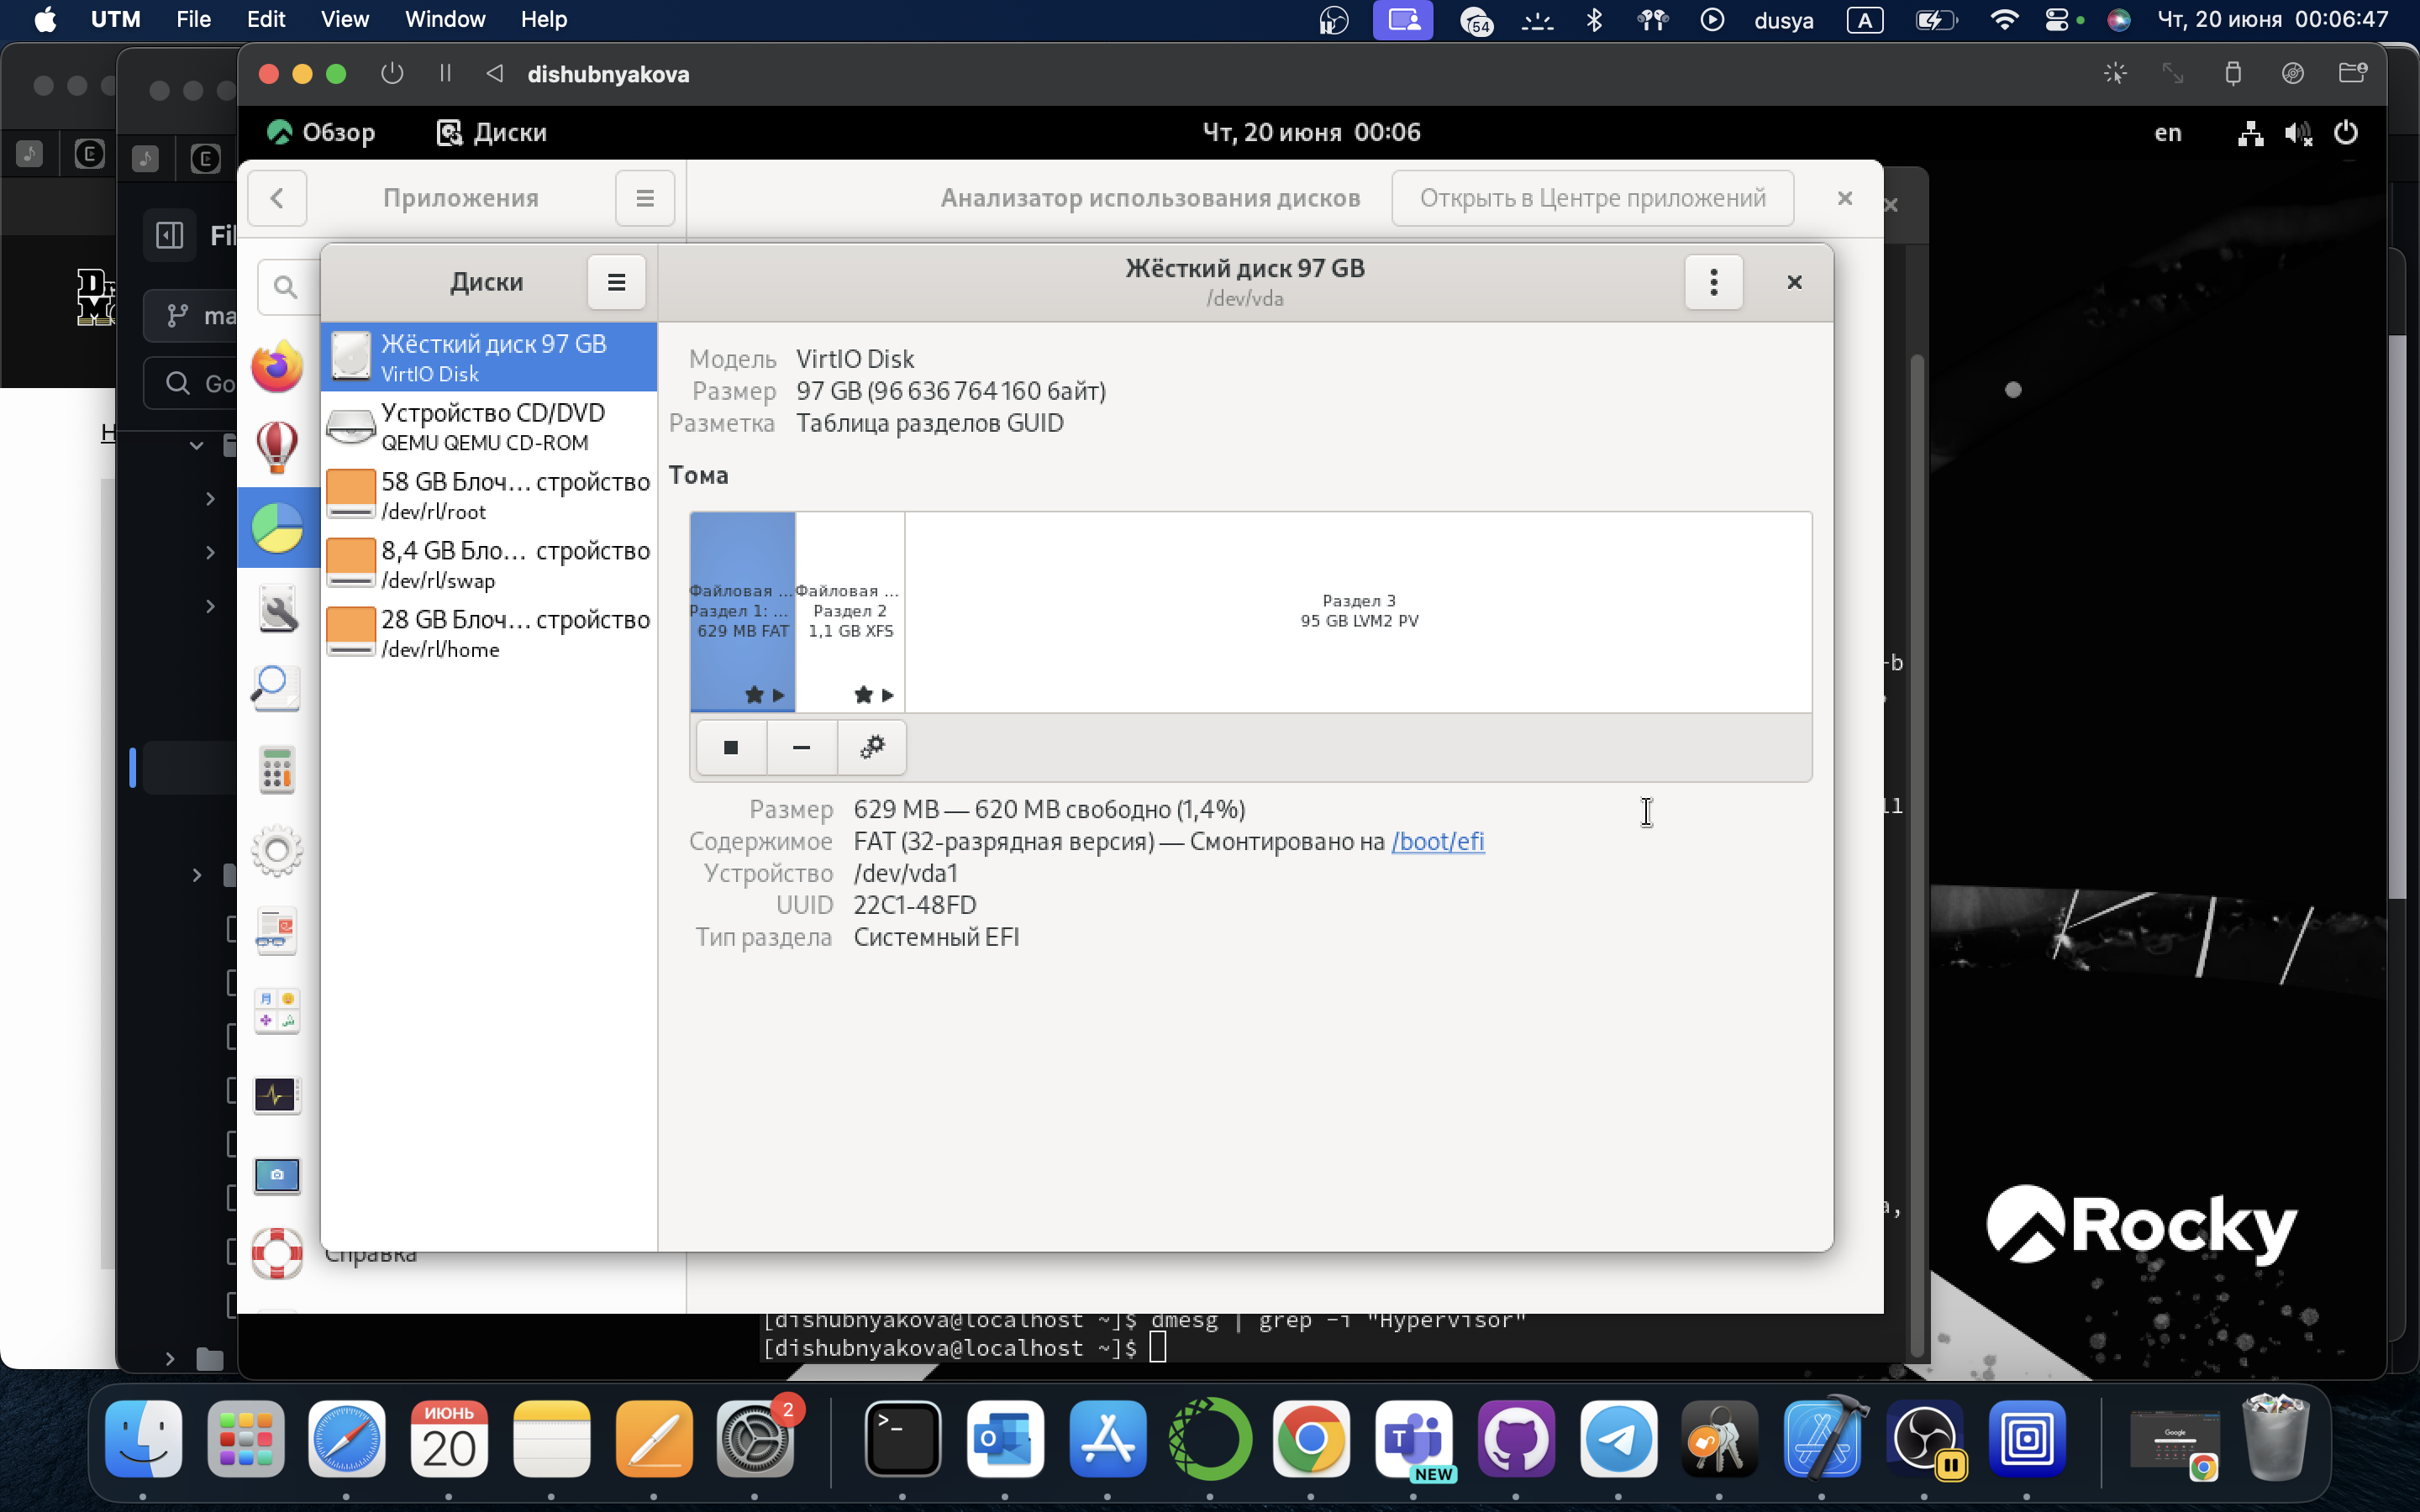 UTM File Edit View Window Help
54 dusya A Чт, 20 июня 00:06:47
dishubnyakova
Обзор Диски Чт, 20 июня 00:06 en
Приложения Анализатор использования дисков Открыть в Центре приложений
Диски
Жёсткий диск 97 GB
/dev/vda
Жёсткий диск 97 GB
VirtIO Disk
Устройство CD/DVD
QEMU QEMU CD-ROM
58 GB Блоч... стройство
/dev/rl/root
8,4 GB Бло... стройство
/dev/rl/swap
28 GB Блоч... стройство
/dev/rl/home
Модель VirtIO Disk
Размер 97 GB (96 636 764 160 байт)
Разметка Таблица разделов GUID
Тома
Файловая ...
Раздел 1: ...
629 MB FAT
Файловая ...
Раздел 2
1,1 GB XFS
Раздел 3
95 GB LVM2 PV
Размер 629 MB — 620 MB свободно (1,4%)
Содержимое FAT (32-разрядная версия) — Смонтировано на /boot/efi
Устройство /dev/vda1
UUID 22C1-48FD
Тип раздела Системный EFI
Справка
Fil
ma
Go
H
-b
11
a,
[dishubnyakova@localhost ~]$ dmesg | grep -i "Hypervisor"
[dishubnyakova@localhost ~]$
Rocky
ИЮНЬ
20
2
NEW
Google